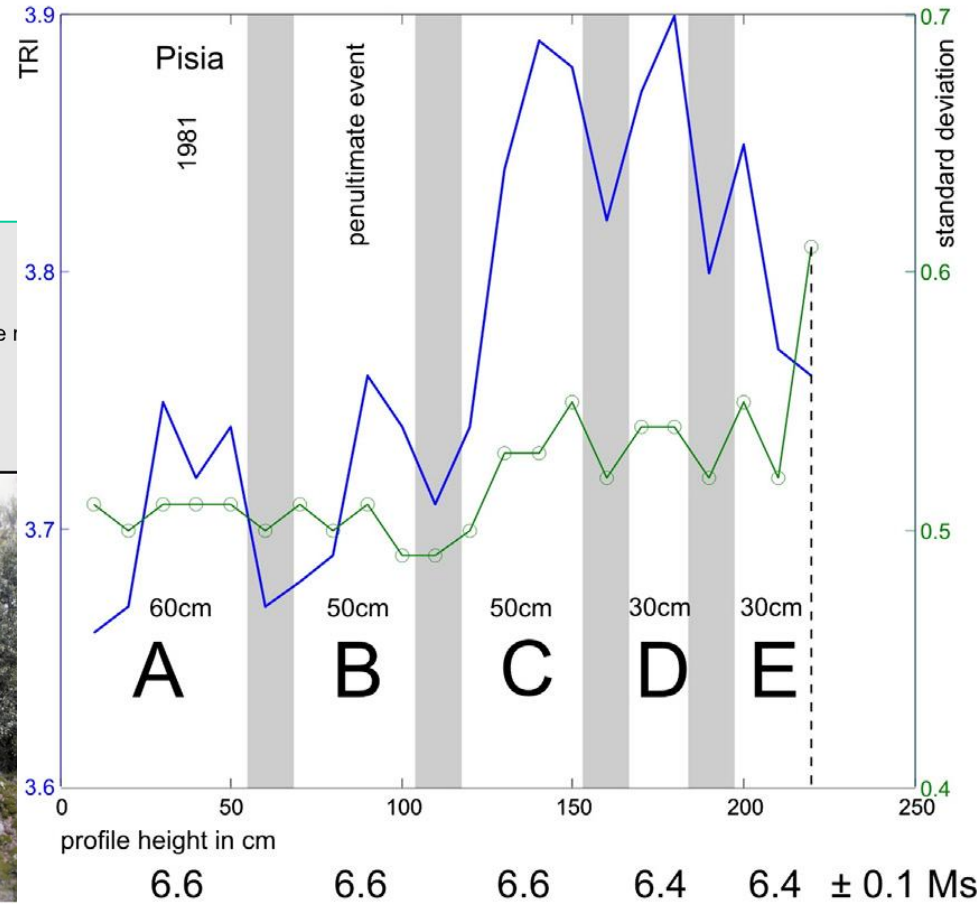 3.9
0.7
TRI
Pisia
1981
penultimate event
standard deviation
3.8
0.6
e
3.7
0.5
60cm
50cm
50cm
30cm
30cm
A
B
C
D
E
3.6
0.4
0
50
100
150
200
250
profile height in cm
6.6
6.6
6.6
6.4
6.4 ± 0.1 Ms